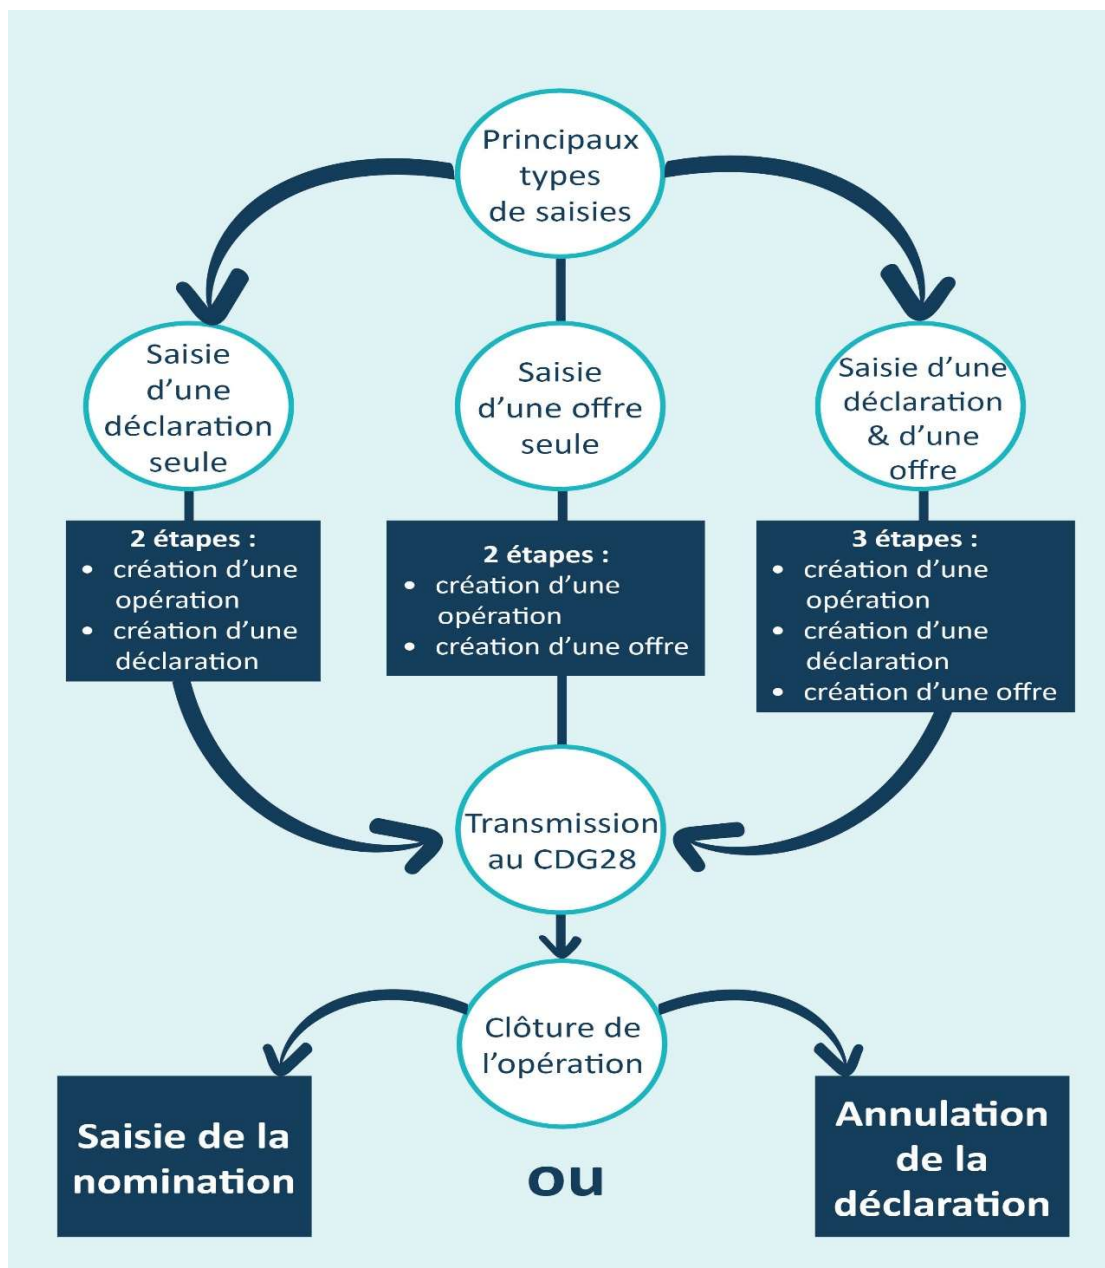 Principaux
types
de saisies
Saisie
d’une
déclaration
seule
Saisie
d’une offre
seule
Saisie d’une
déclaration
& d’une
offre
2 étapes :
• création d’une
opération
• création d’une
déclaration
2 étapes :
• création d’une
opération
• création d’une offre
3 étapes :
• création d’une
opération
• création d’une
déclaration
• création d’une offre
Transmission
au CDG28
Clôture de
l’opération
Saisie de la
nomination
ou
Annulation
de la
déclaration